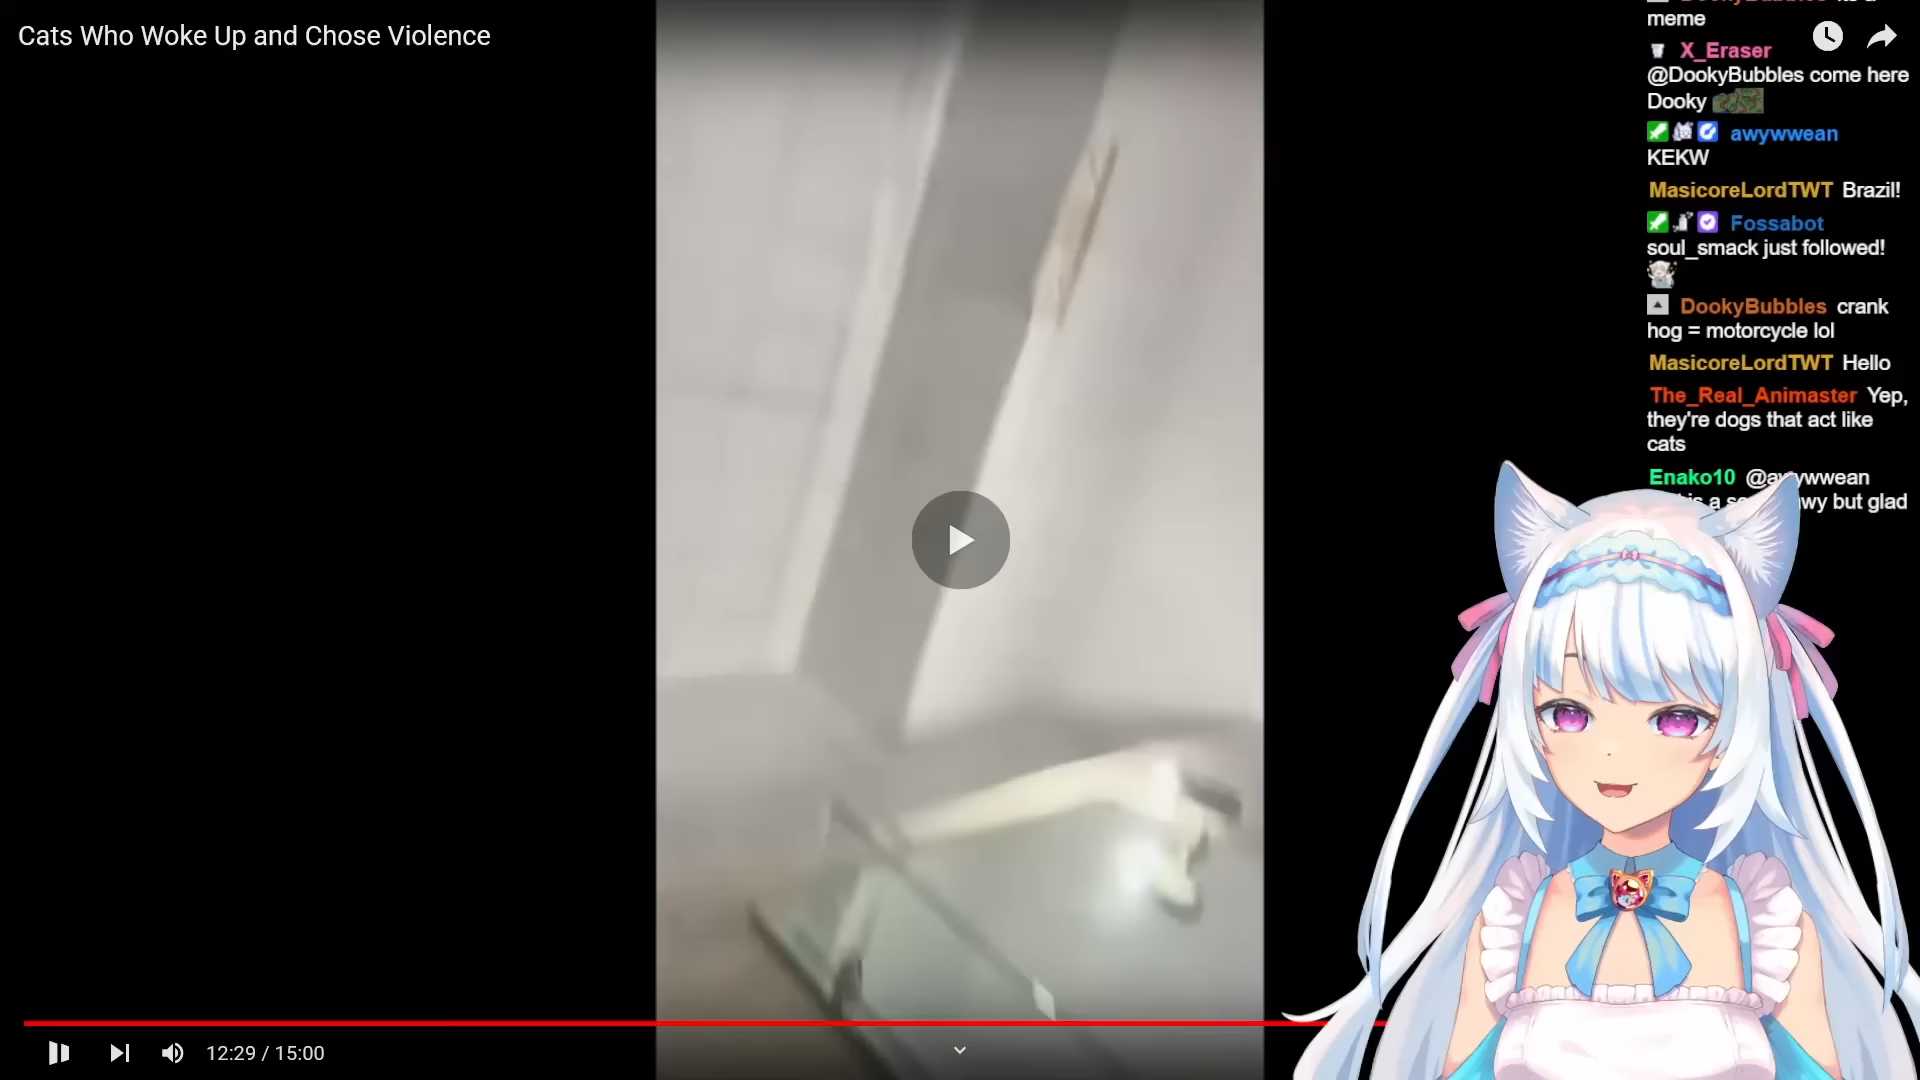 Cats Who Woke Up and Chose Violence
meme
X_Eraser
@DookyBubbles come here
Dooky
awywwean
KEKW
MasicoreLordTWT Brazil!
Fossabot
soul_smack just followed!
DookyBubbles crank
hog = motorcycle lol
MasicoreLordTWT Hello
The_Real_Animaster Yep,
they're dogs that act like
cats
Enako10 @awywwean
is a but glad
12:29 / 15:00